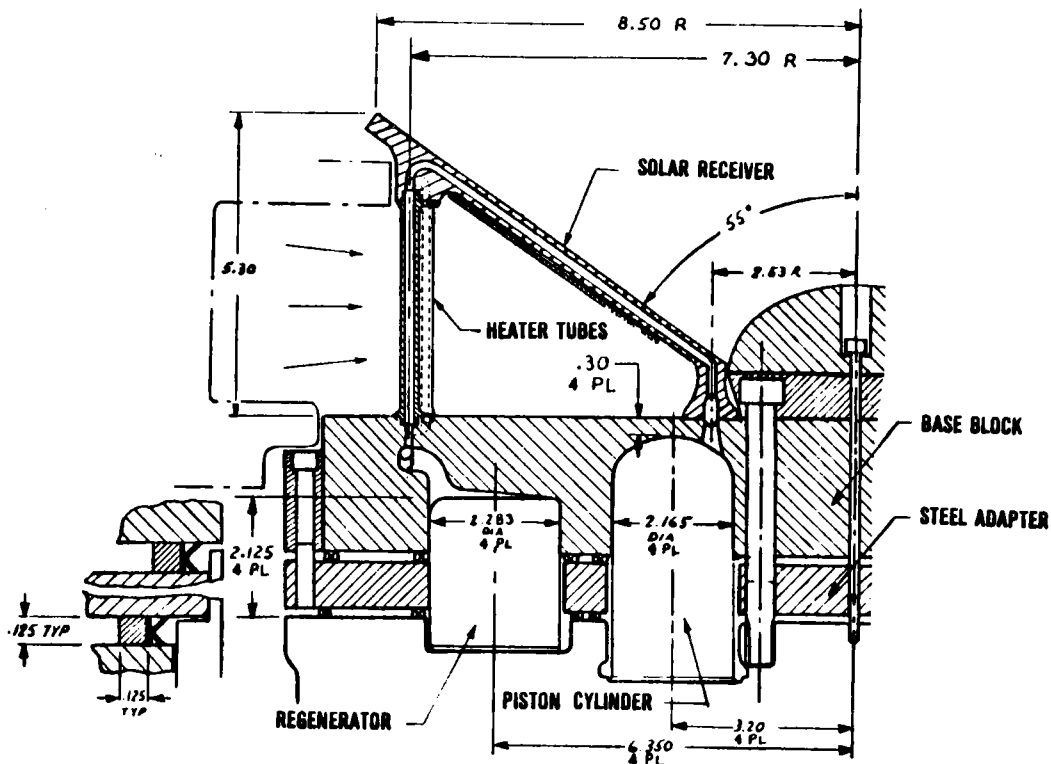 8.50 R
7.30 R
SOLAR RECEIVER
55°
5.30
2.53 R
HEATER TUBES
.30
4 PL
BASE BLOCK
2.283
DIA
4 PL
2.165
DIA
4 PL
STEEL ADAPTER
2.125
4 PL
.125 TYP
.125
TYP
REGENERATOR
PISTON CYLINDER
3.20
4 PL
6.350
4 PL